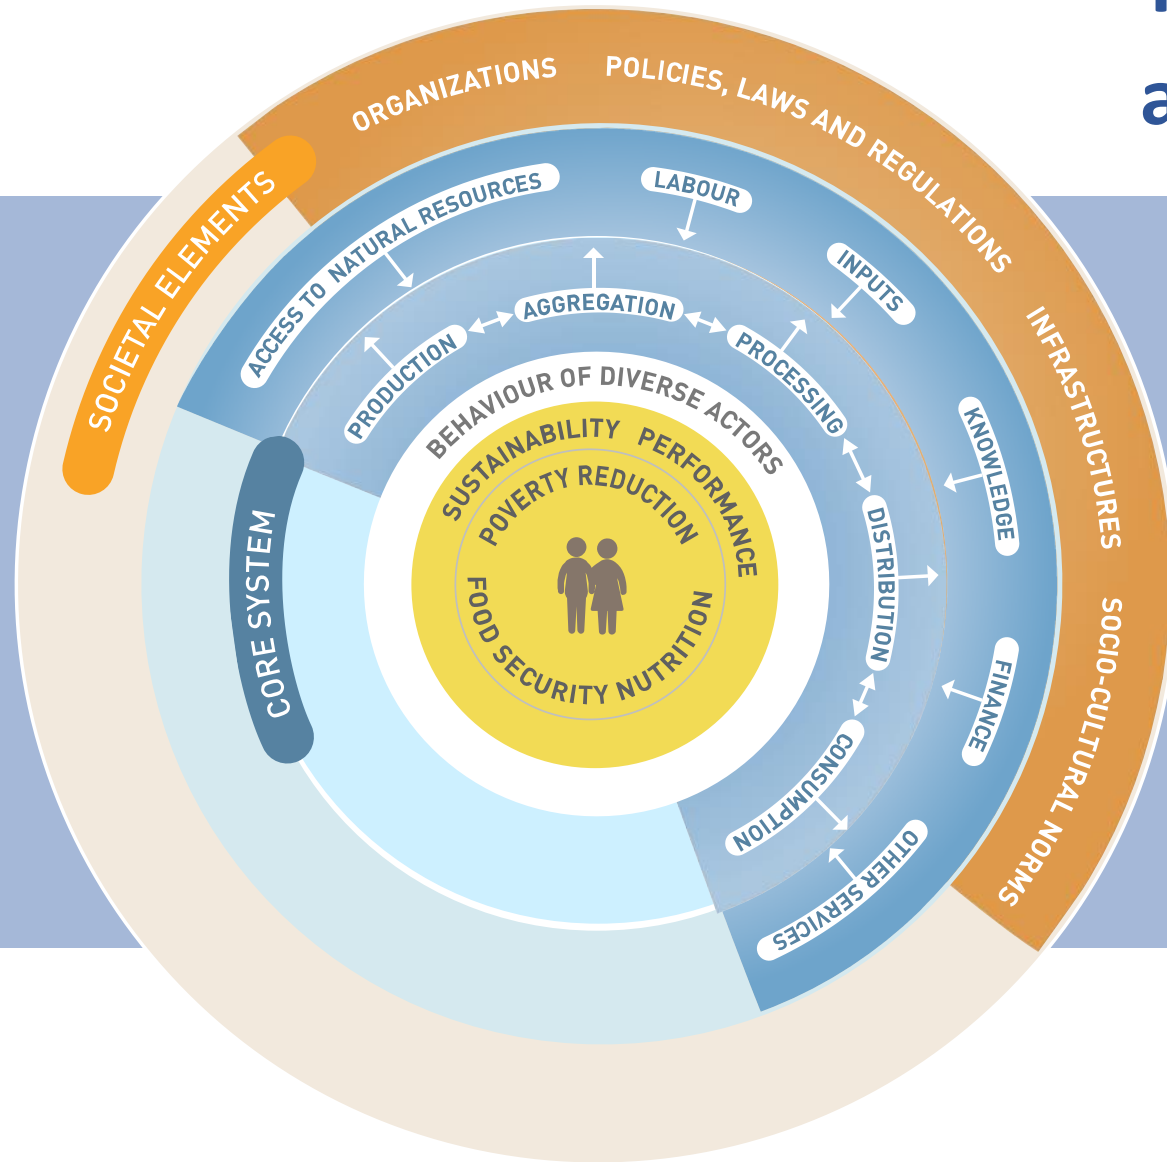 a
ORGANIZATIONS
POLICIES, LAWS AND REGULATIONS
INFRASTRUCTURES
SOCIO-CULTURAL NORMS
SOCIETAL ELEMENTS
ACCESS TO NATURAL RESOURCES
LABOUR
INPUTS
KNOWLEDGE
FINANCE
OTHER SERVICES
PRODUCTION
AGGREGATION
PROCESSING
DISTRIBUTION
CONSUMPTION
CORE SYSTEM
BEHAVIOUR OF DIVERSE ACTORS
SUSTAINABILITY PERFORMANCE
POVERTY REDUCTION
FOOD SECURITY NUTRITION